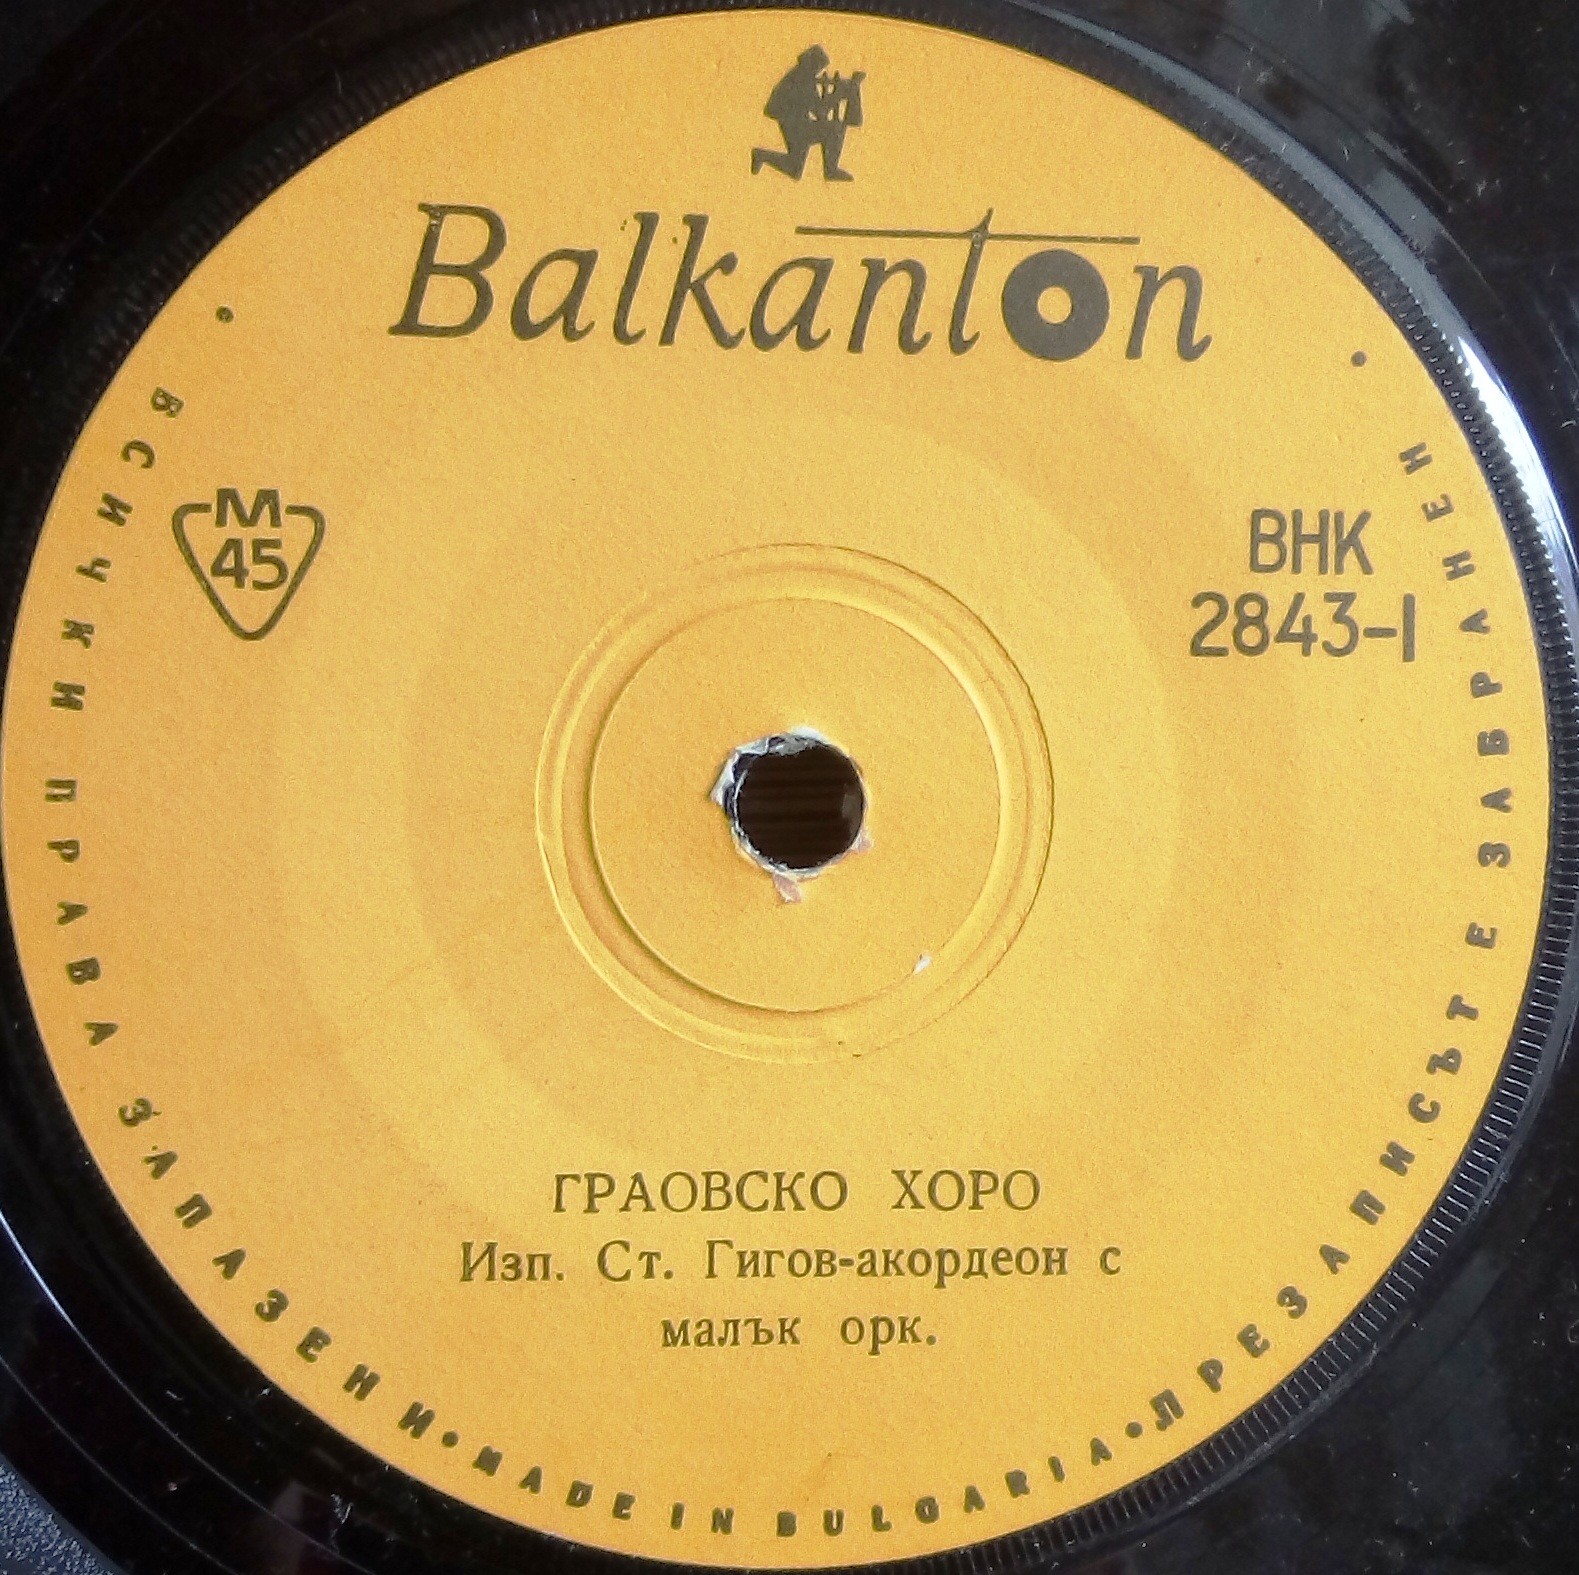 Balkanton
М
45
ВНК
2843-1
ГРАОВСКО ХОРО
Изп. Ст. Гигов-акордеон с
малък орк.
• ВСИЧКИ ПРАВА ЗАПАЗЕНИ • MADE IN BULGARIA • ПРЕЗАПИСЪТ Е ЗАБРАНЕН •